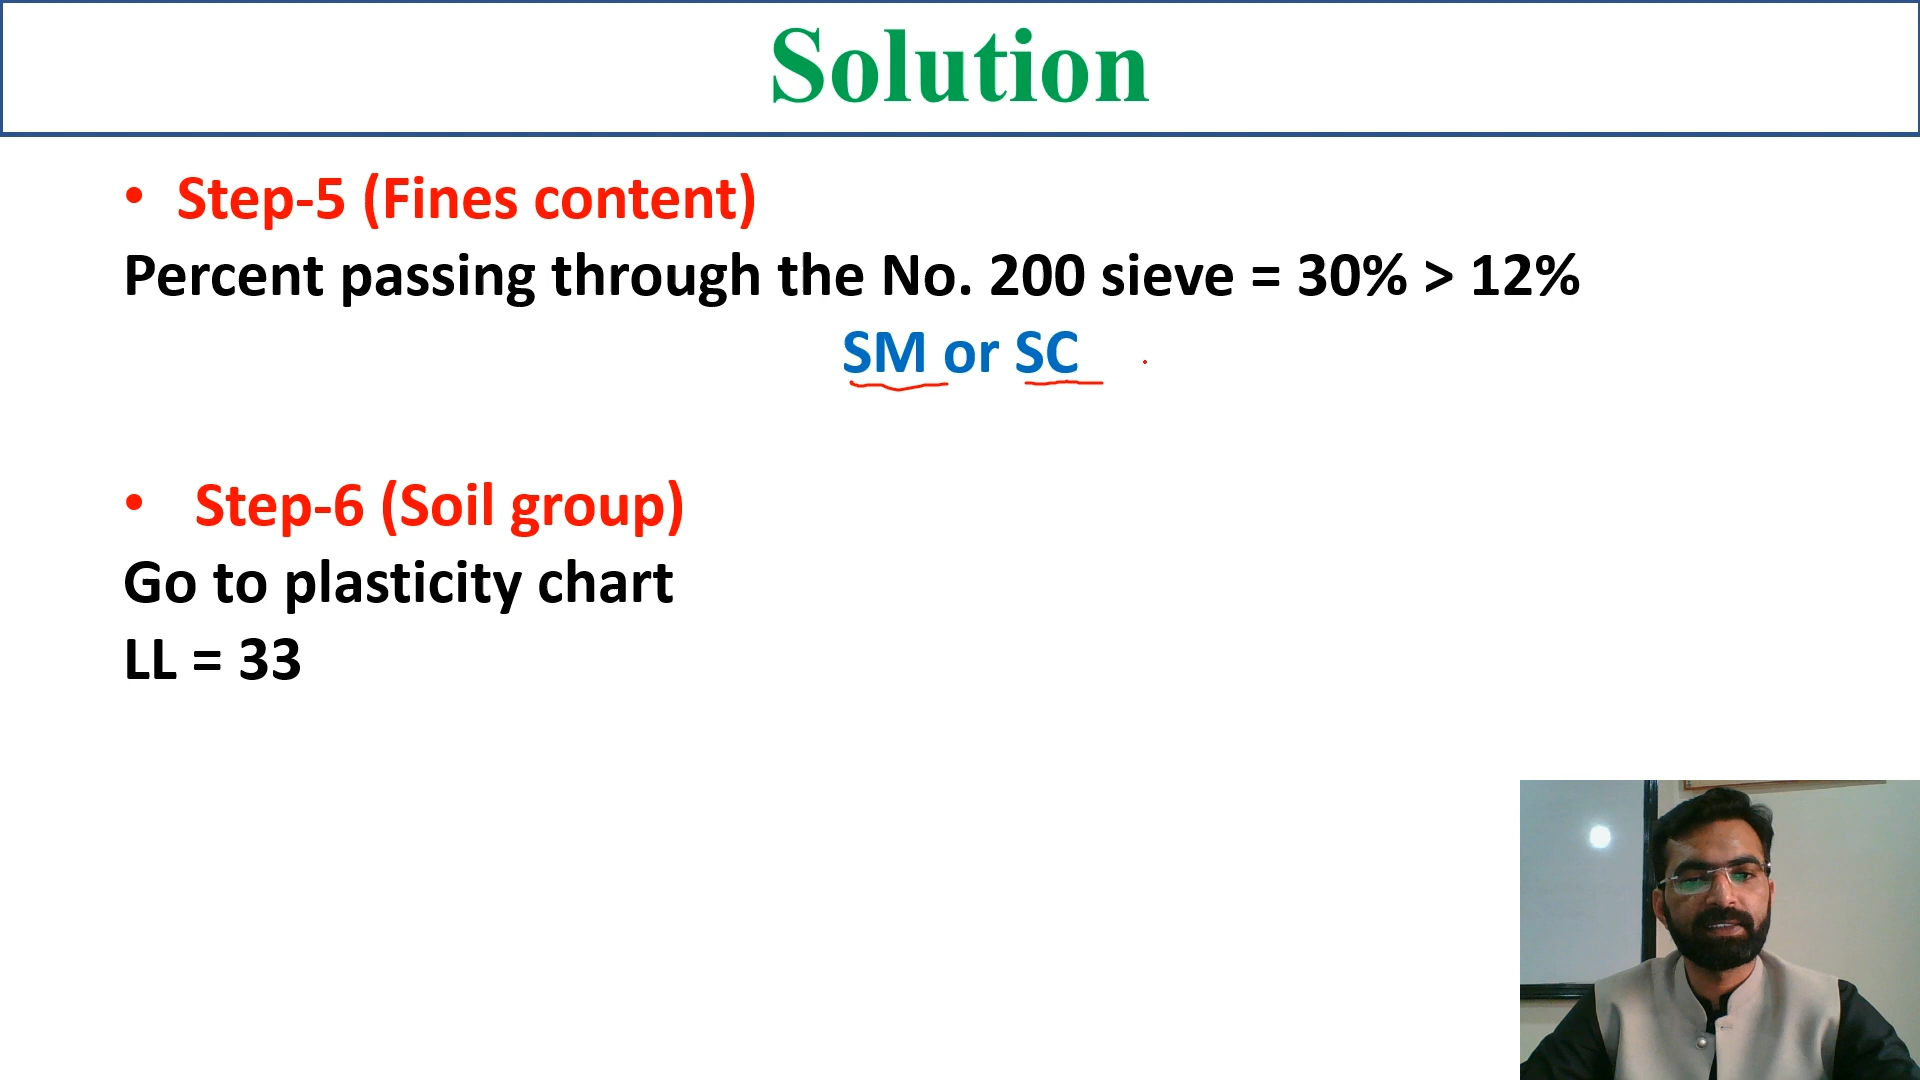 Solution
• Step-5 (Fines content)
Percent passing through the No. 200 sieve = 30% > 12%
SM or SC
• Step-6 (Soil group)
Go to plasticity chart
LL = 33